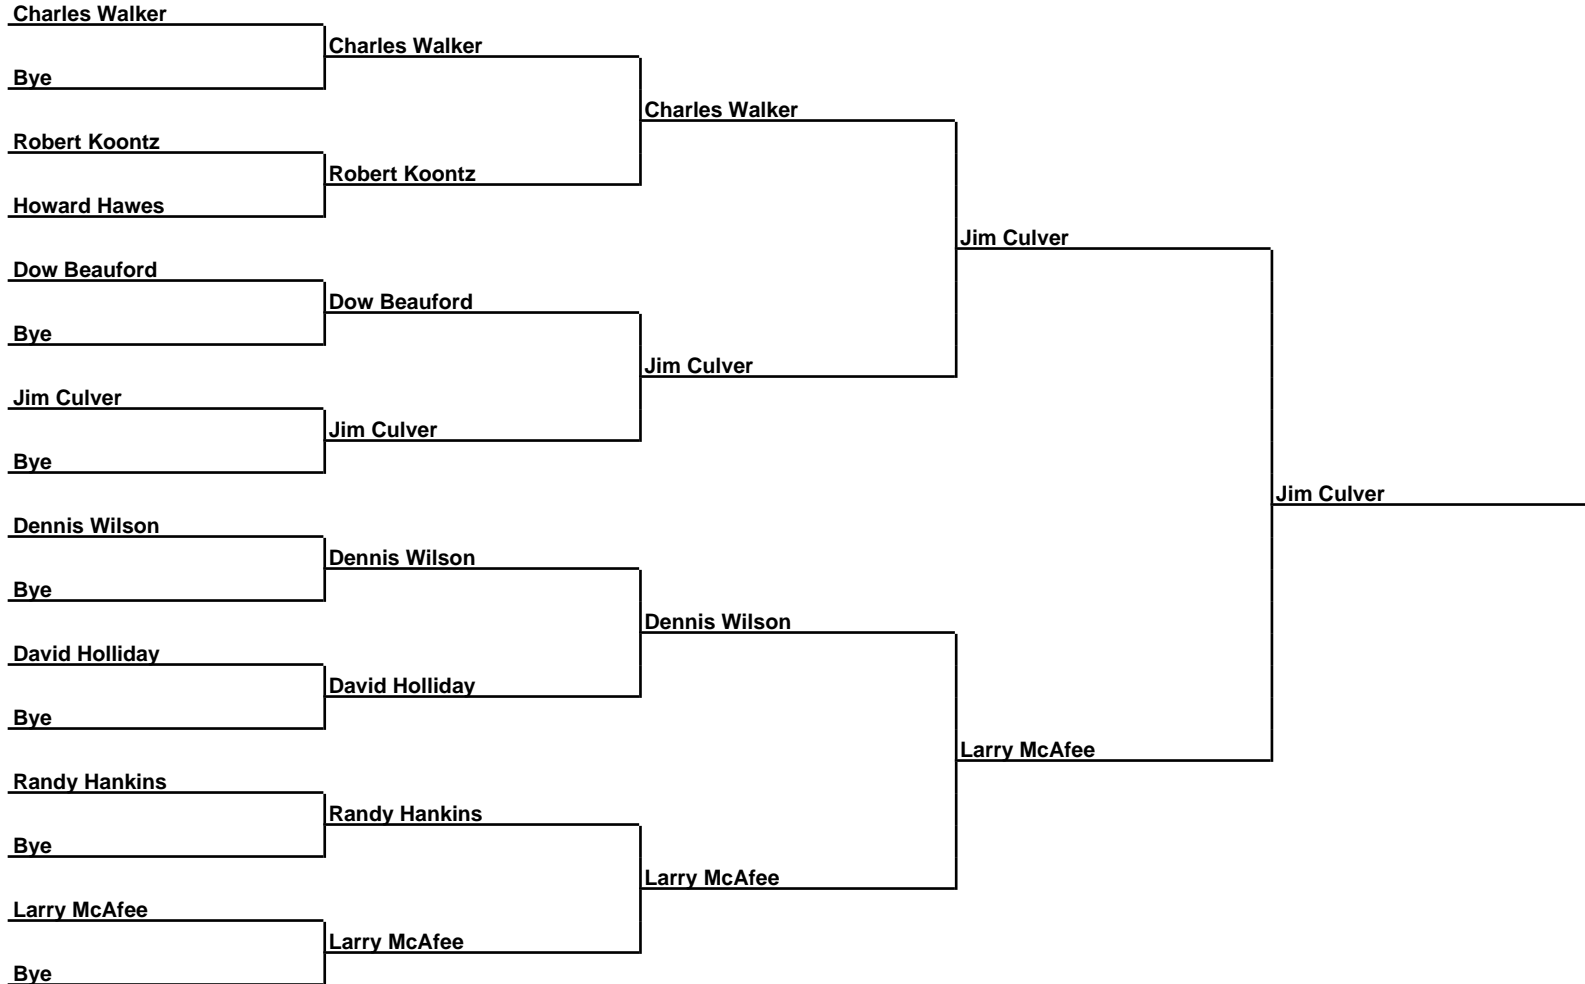 Charles Walker
Charles Walker
Bye
Charles Walker
Robert Koontz
Robert Koontz
Howard Hawes
Jim Culver
Dow Beauford
Dow Beauford
Bye
Jim Culver
Jim Culver
Jim Culver
Bye
Jim Culver
Dennis Wilson
Dennis Wilson
Bye
Dennis Wilson
David Holliday
David Holliday
Bye
Larry McAfee
Randy Hankins
Randy Hankins
Bye
Larry McAfee
Larry McAfee
Larry McAfee
Bye